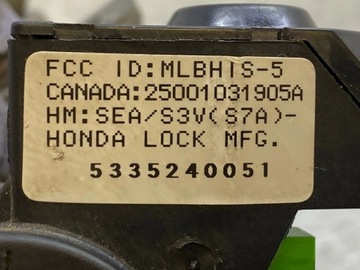 FCC ID:MLBHIS-5
CANADA:25001031905A
HM:SEA/S3V(S7A)-
HONDA LOCK MFG.
5335240051